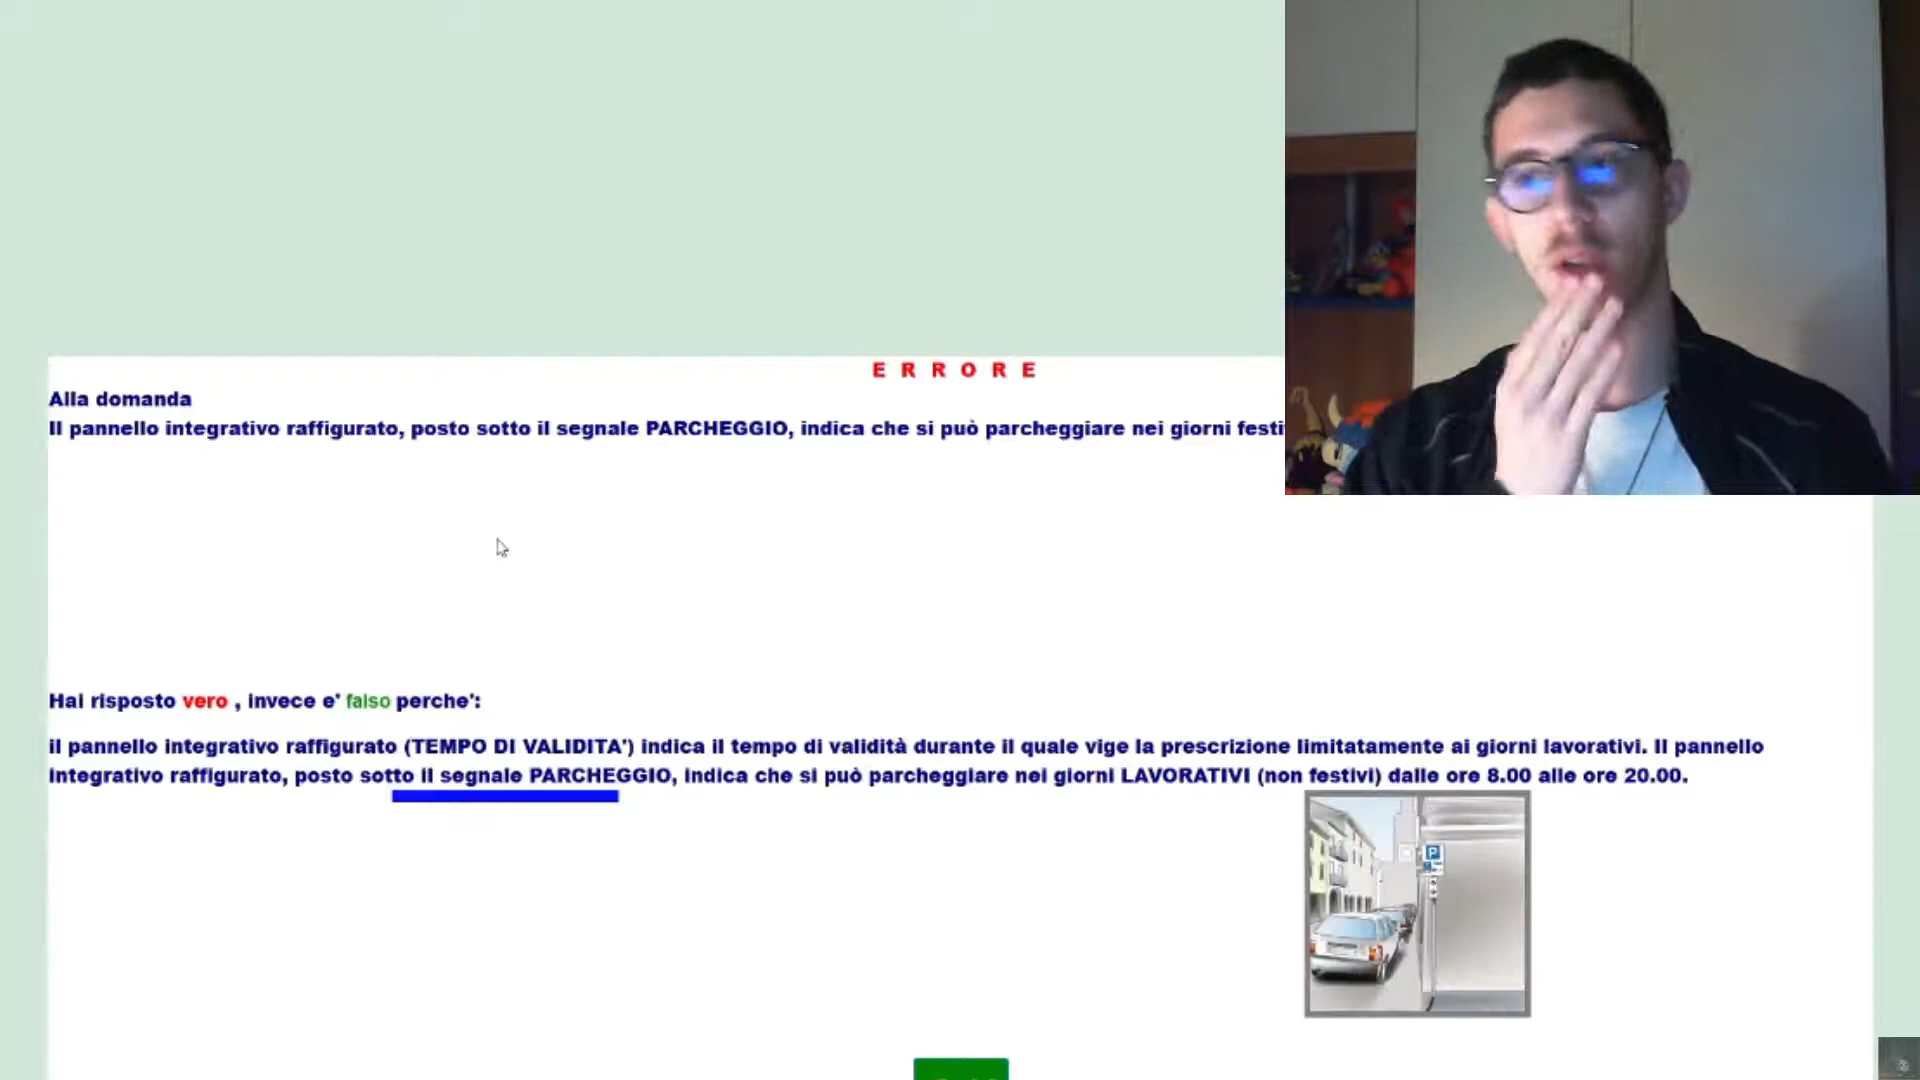 E R R O R E
Alla domanda
Il pannello integrativo raffigurato, posto sotto il segnale PARCHEGGIO, indica che si può parcheggiare nei giorni
Hai risposto vero , invece e' falso perche':
il pannello integrativo raffigurato (TEMPO DI VALIDITA') indica il tempo di validità durante il quale vige la prescrizione limitatamente ai giorni lavorativi. Il pannello
integrativo raffigurato, posto sotto il segnale PARCHEGGIO, indica che si può parcheggiare nei giorni LAVORATIVI (non festivi) dalle ore 8.00 alle ore 20.00.
P